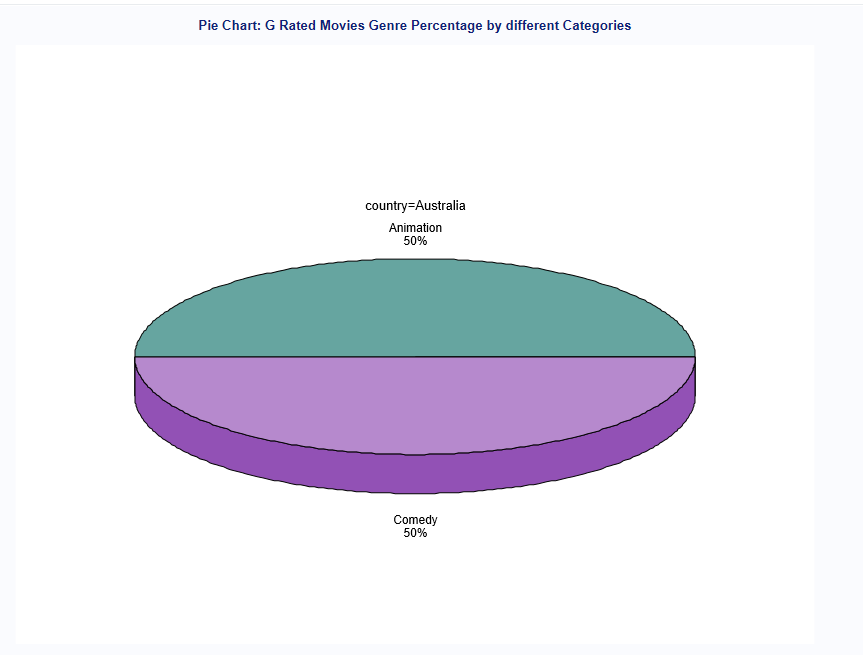 Pie Chart: G Rated Movies Genre Percentage by different Categories
country=Australia
Animation
50%
Comedy
50%